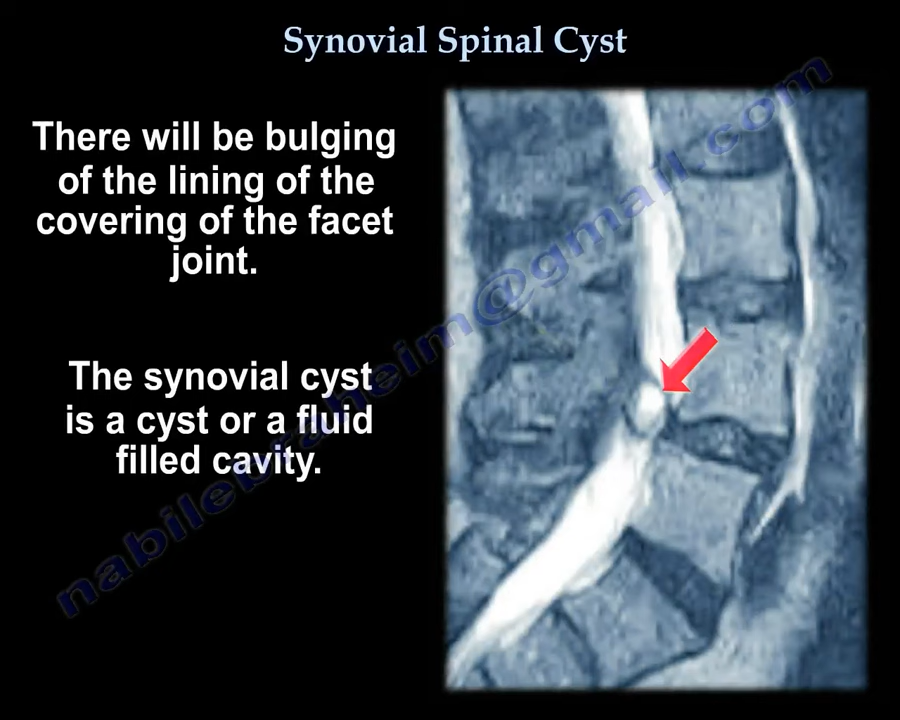 Synovial Spinal Cyst
There will be bulging
of the lining of the
covering of the facet
joint.
The synovial cyst
is a cyst or a fluid
filled cavity.
nabilebraheim@gmail.com